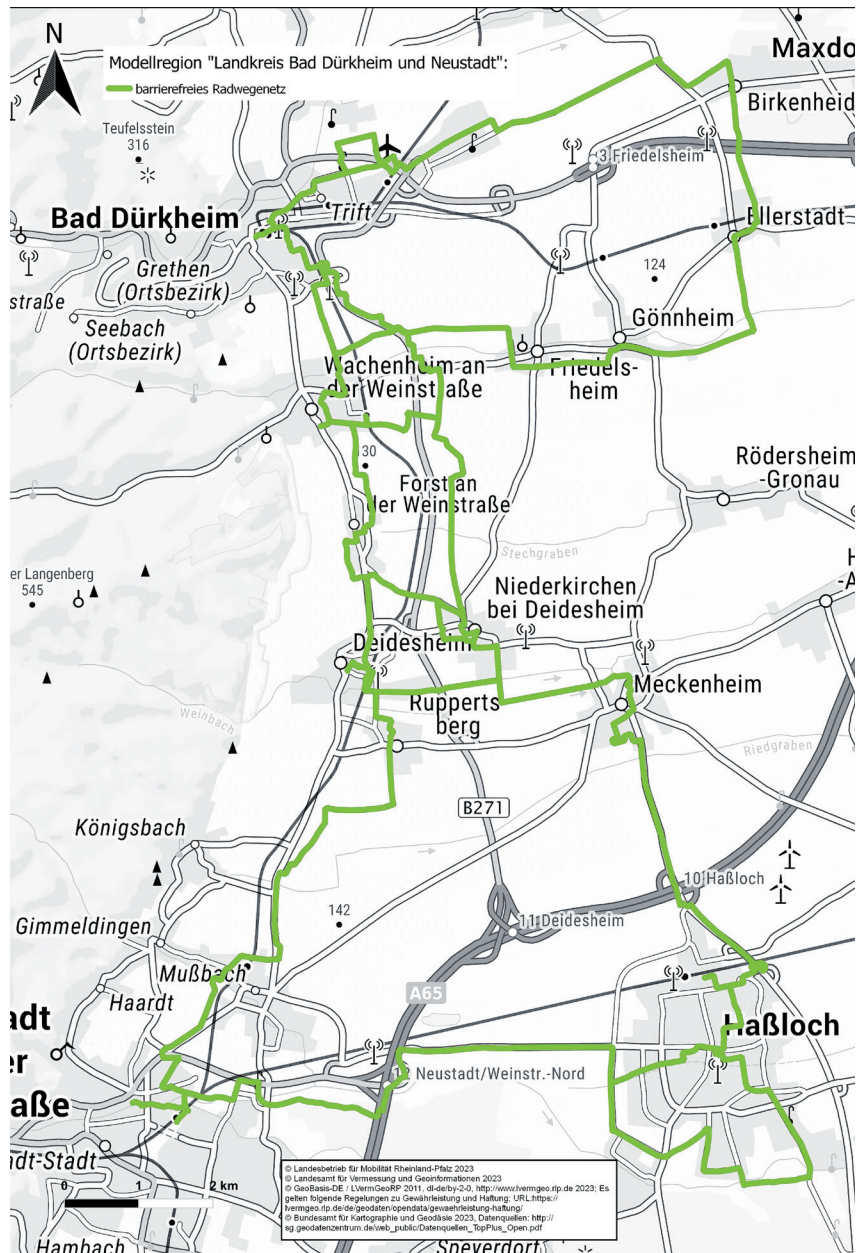 N
Modellregion "Landkreis Bad Dürkheim und Neustadt":
barrierefreies Radwegenetz
Maxdo
Birkenheid
Teufelsstein
316
3 Friedelsheim
Bad Dürkheim
Trift
Ellerstadt
Grethen
(Ortsbezirk)
124
straße
Seebach
(Ortsbezirk)
Gönnheim
Wachenheim an
der Weinstraße
Friedels-
heim
30
Rödersheim
-Gronau
Forst an
der Weinstraße
Stechgraben
H
-A
er Langenberg
545
Niederkirchen
bei Deidesheim
Deidesheim
Meckenheim
Rupperts
berg
Weinbach
Riedgraben
B271
Königsbach
10 Haßloch
142
11 Deidesheim
Gimmeldingen
Mußbach
Haardt
A65
adt
er
aße
Haßloch
12 Neustadt/Weinstr.-Nord
dt-Stadt
0 1 2 km
© Landesbetrieb für Mobilität Rheinland-Pfalz 2023
© Landesamt für Vermessung und Geoinformationen 2023
© GeoBasis-DE / LVermGeoRP 2011, dl-de/by-2-0, http://www.lvermgeo.rlp.de 2023; Es
gelten folgende Regelungen zu Gewährleistung und Haftung: URL:https://
lvermgeo.rlp.de/de/geodaten/opendata/gewaehrleistung-haftung/
© Bundesamt für Kartographie und Geodäsie 2023, Datenquellen: http://
sg.geodatenzentrum.de/web_public/Datenquellen_TopPlus_Open.pdf
Hambach
Speyerdorf